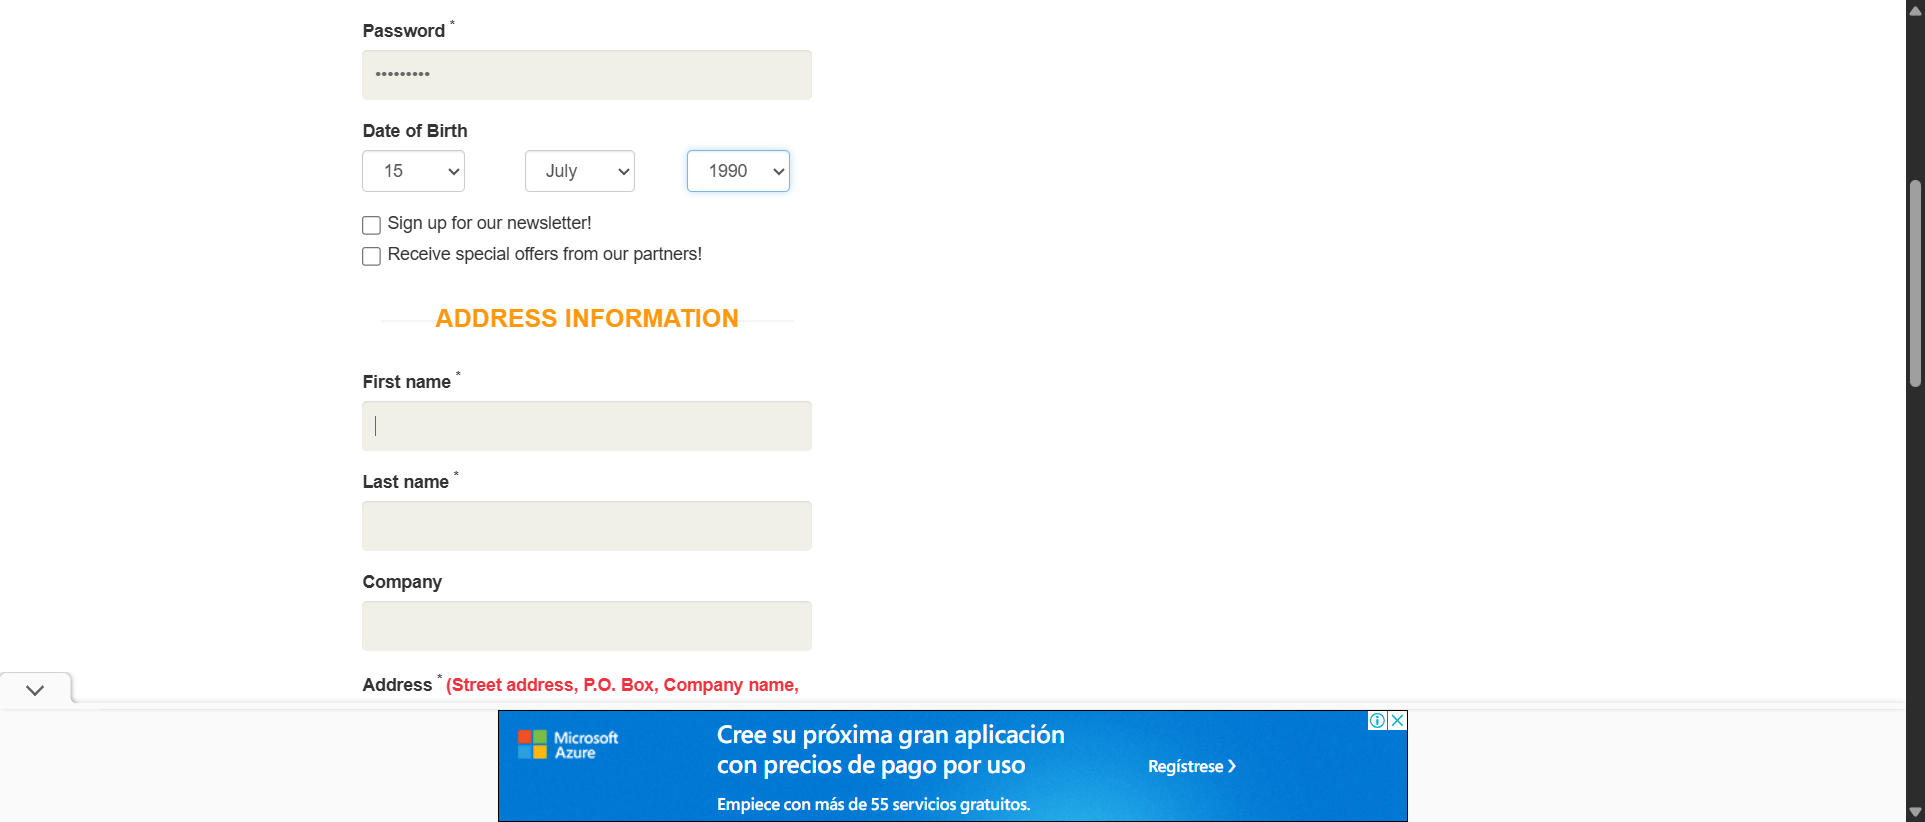 Password *
•••••••••
Date of Birth
15 July 1990
Sign up for our newsletter!
Receive special offers from our partners!
ADDRESS INFORMATION
First name *
Last name *
Company
Address * (Street address, P.O. Box, Company name,
Microsoft
Azure
Cree su próxima gran aplicación
con precios de pago por uso
Empiece con más de 55 servicios gratuitos.
Regístrese